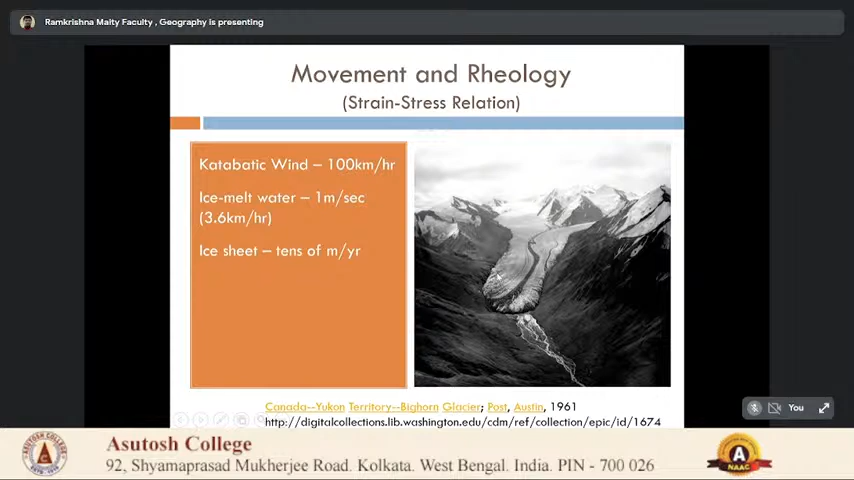 Ramkrishna Maity Faculty , Geography is presenting
Movement and Rheology
(Strain-Stress Relation)
Katabatic Wind – 100km/hr
Ice-melt water – 1m/sec
(3.6km/hr)
Ice sheet – tens of m/yr
Canada--Yukon Territory--Bighorn Glacier; Post, Austin, 1961
http://digitalcollections.lib.washington.edu/cdm/ref/collection/epic/id/1674
You
Asutosh College
92, Shyamaprasad Mukherjee Road. Kolkata. West Bengal. India. PIN - 700 026
NAAC